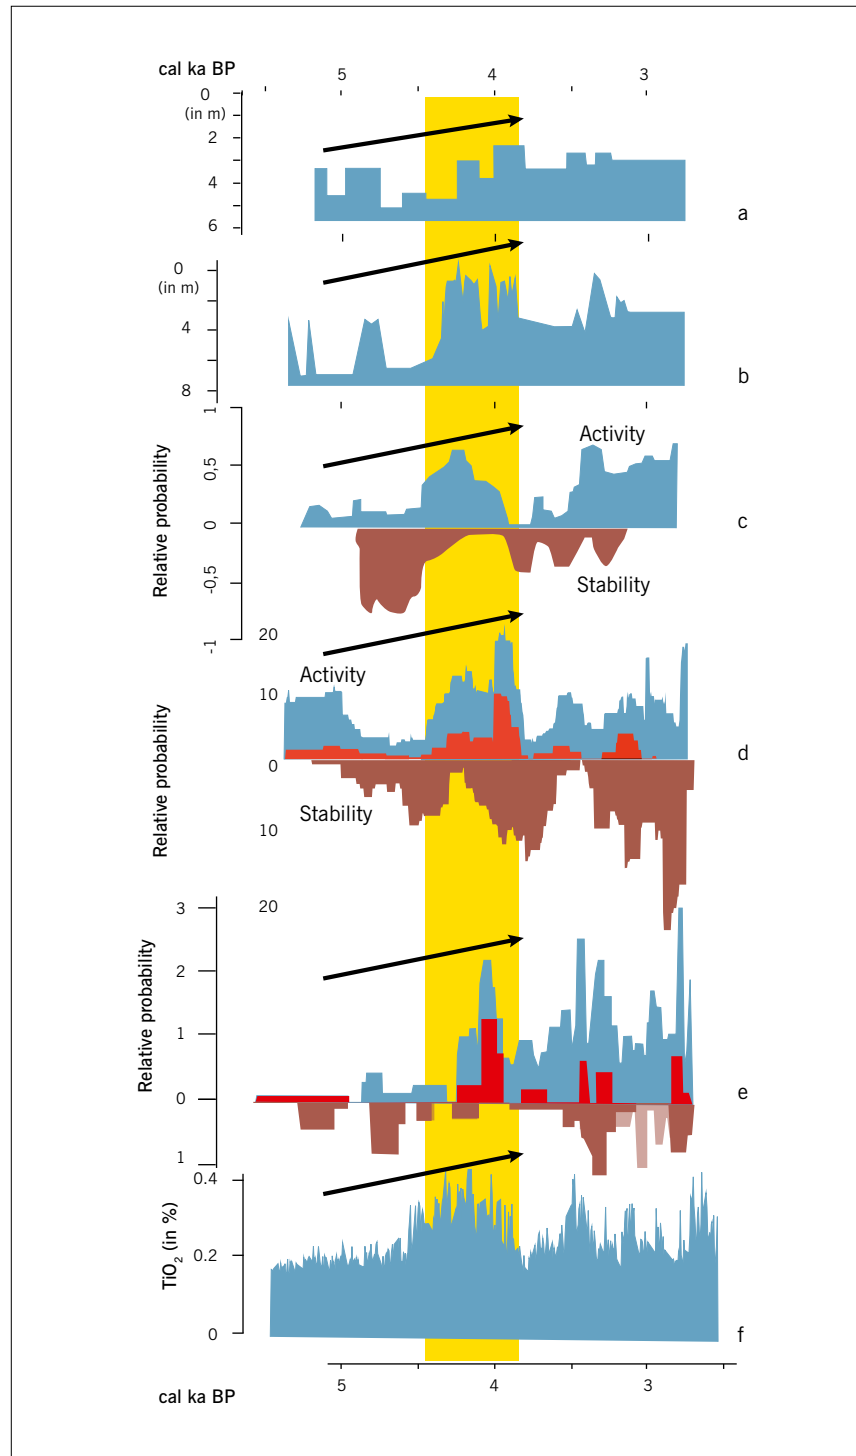 cal ka BP
5 4 3
0
(in m)
2
4
6
a
0
(in m)
4
8
b
1
0,5
0
-0,5
-1
Relative probability
Activity
Stability
c
20
10
0
10
20
Relative probability
Activity
Stability
d
3
2
1
0
1
Relative probability
e
0.4
0.2
0
TiO₂ (in %)
f
5 4 3
cal ka BP